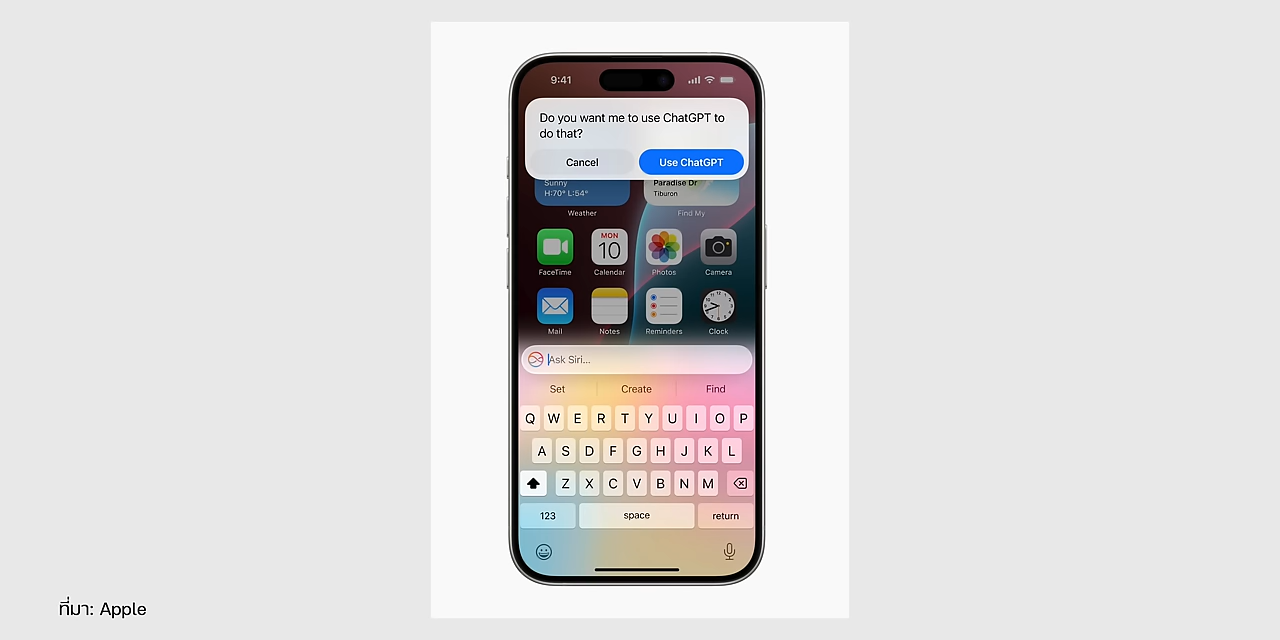 9:41
Do you want me to use ChatGPT to
do that?
Cancel
Use ChatGPT
Sunny
H:70° L:54°
Paradise Dr
Tiburon
Weather
Find My
MON
10
FaceTime
Calendar
Photos
Camera
Mail
Notes
Reminders
Clock
Ask Siri...
Set
Create
Find
Q W E R T Y U I O P
A S D F G H J K L
Z X C V B N M
123
space
return
ที่มา: Apple